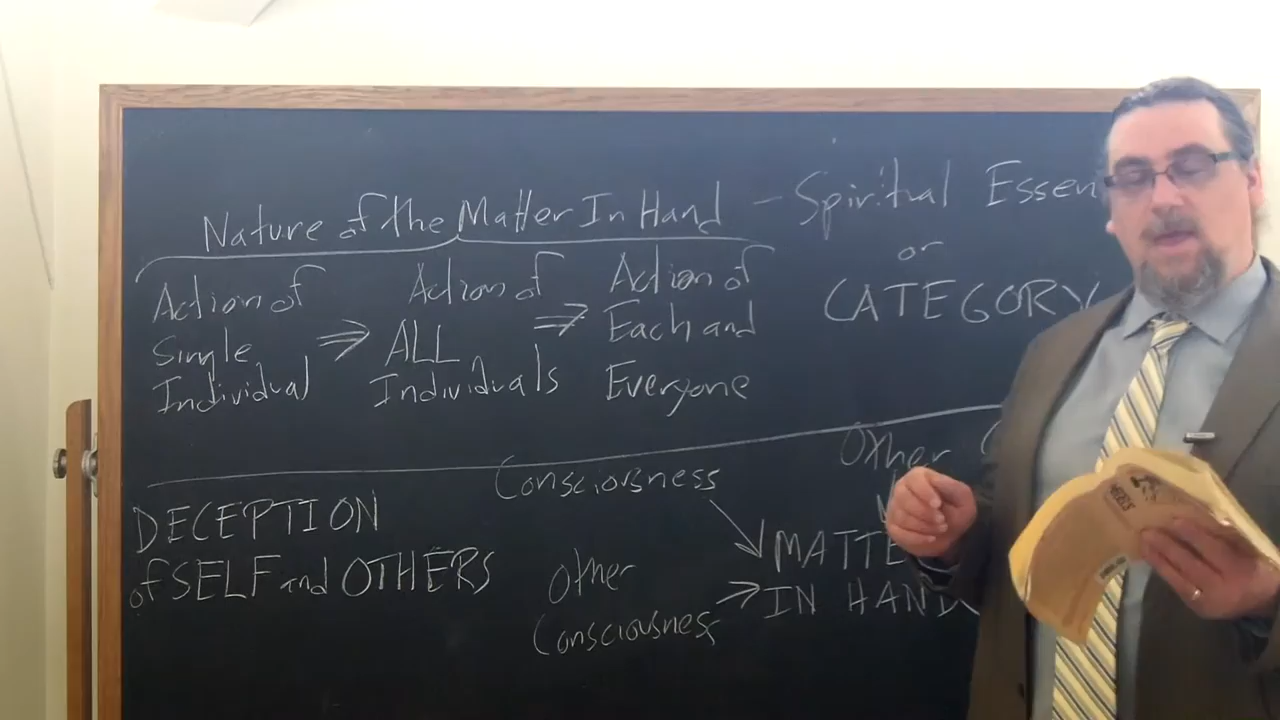 Nature of the Matter In Hand — Spiritual Essen
or
CATEGORY
Action of
Single
Individual
⇒
Action of
ALL
Individuals
⇒
Action of
Each and
Everyone
DECEPTION
of SELF and OTHERS
Consciousness
Other
Other
Consciousness
MATTE
IN HAND